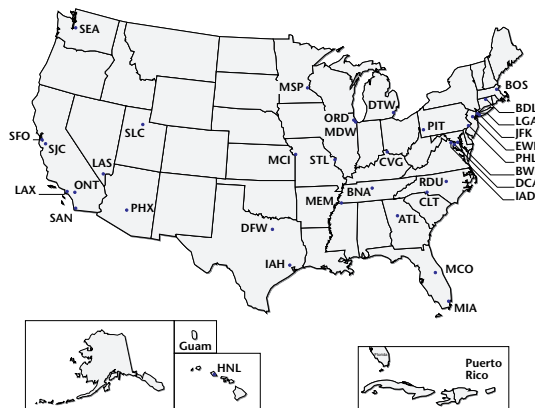 SEA
BOS
MSP
DTW
BDL
ORD
LGA
MDW
PIT
JFK
SLC
EWR
SFO
SJC
PHL
LAS
MCI
STL
CVG
DCA
IAD
LAX
ONT
BNA
RDU
SAN
PHX
MEM
CLT
DFW
ATL
IAH
MCO
MIA
Guam
HNL
Florida
Puerto
Rico